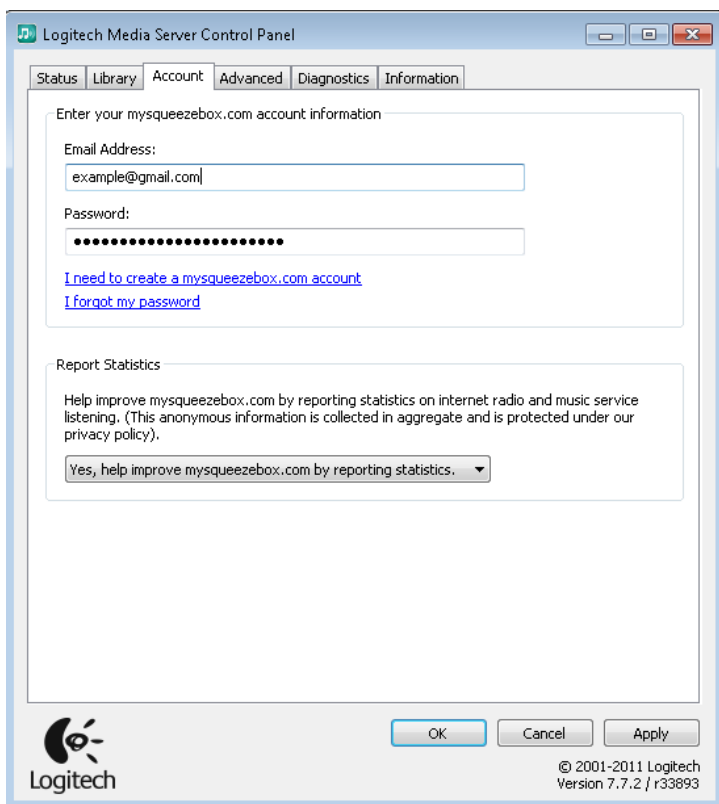 Logitech Media Server Control Panel
Status Library Account Advanced Diagnostics Information
Enter your mysqueezebox.com account information
Email Address:
example@gmail.com
Password:
●●●●●●●●●●●●●●●●●●●●●●●
I need to create a mysqueezebox.com account
I forgot my password
Report Statistics
Help improve mysqueezebox.com by reporting statistics on internet radio and music service
listening. (This anonymous information is collected in aggregate and is protected under our
privacy policy).
Yes, help improve mysqueezebox.com by reporting statistics.
OK Cancel Apply
Logitech
© 2001-2011 Logitech
Version 7.7.2 / r33893